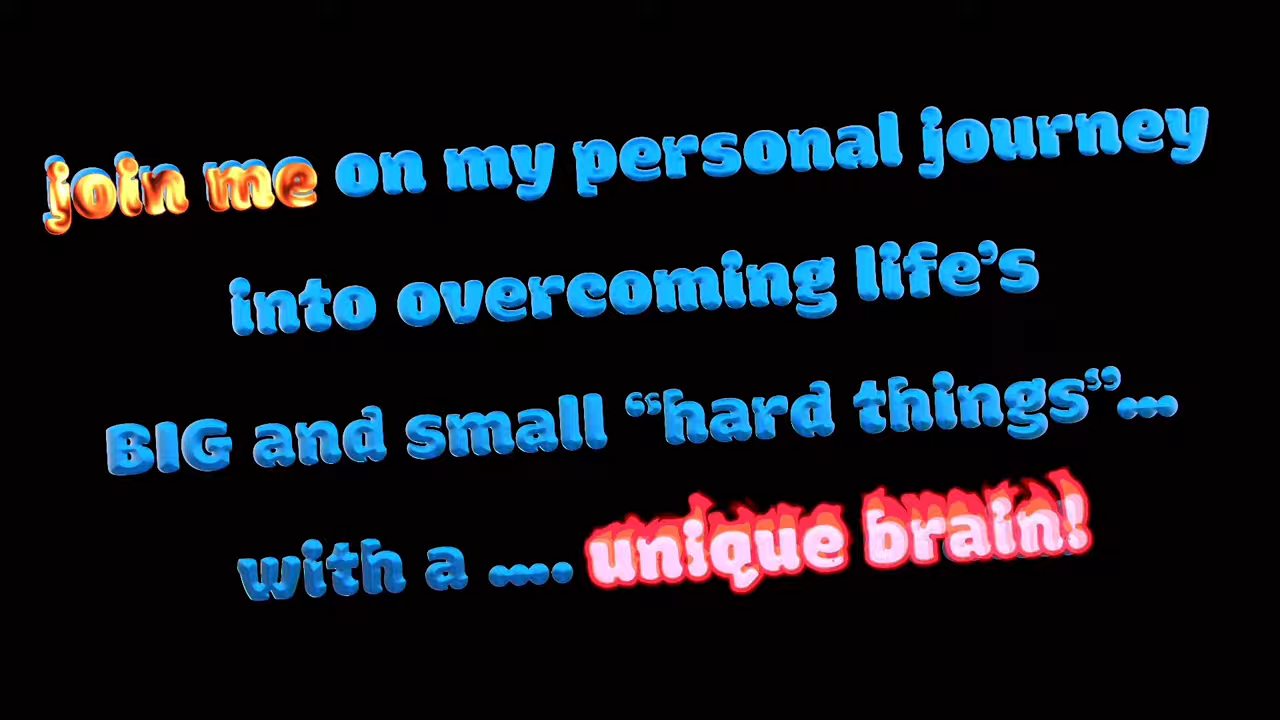 join me on my personal journey
into overcoming life’s
BIG and small “hard things”...
with a .... unique brain!